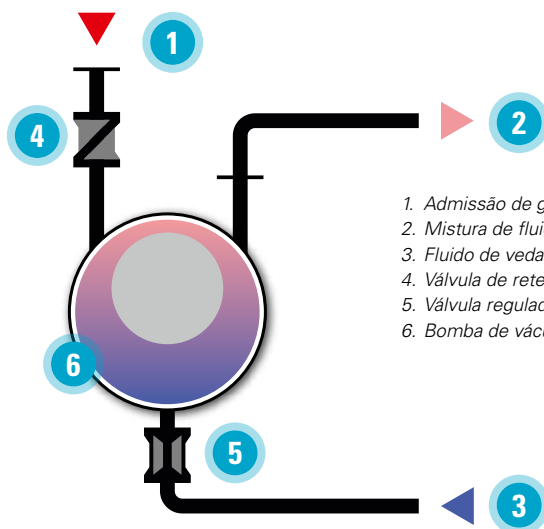 1
4
2
1. Admissão de g
2. Mistura de flui
3. Fluido de veda
4. Válvula de rete
5. Válvula regulad
6. Bomba de vácu
6
5
3